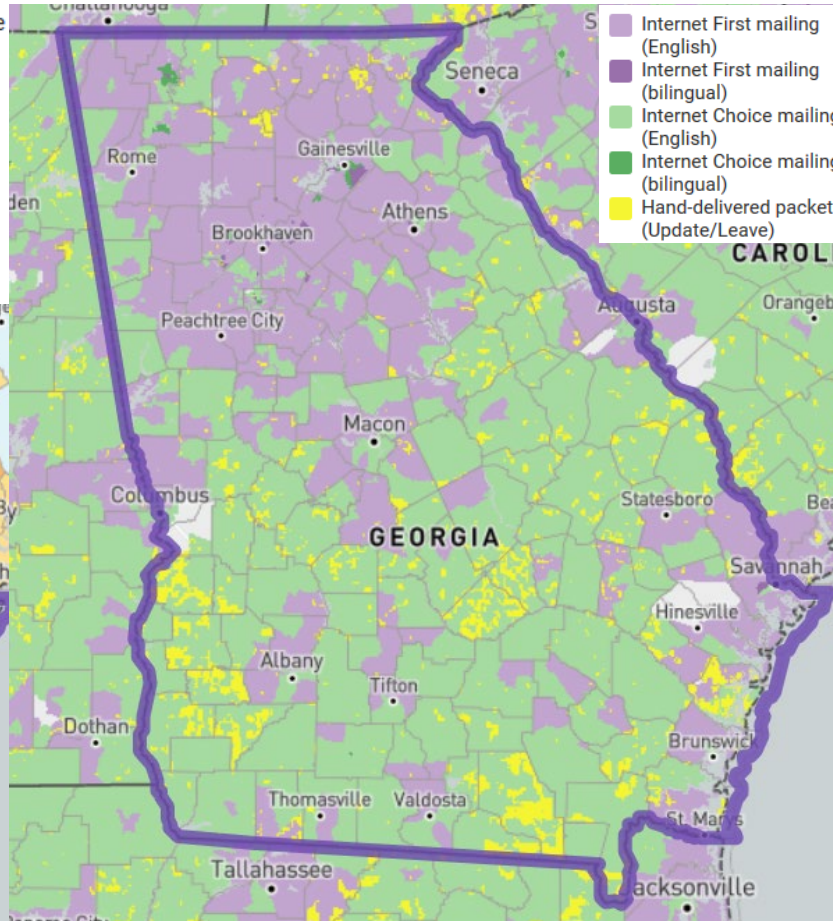 Chattanooga
Internet First mailing
(English)
Internet First mailing
(bilingual)
Internet Choice mailing
(English)
Internet Choice mailing
(bilingual)
Hand-delivered packet
(Update/Leave)
Seneca
Rome
Gainesville
Athens
Brookhaven
Augusta
Peachtree City
Macon
Columbus
Statesboro
GEORGIA
Savannah
Hinesville
Albany
Tifton
Dothan
Brunswick
Thomasville
Valdosta
St. Marys
Tallahassee
Jacksonville